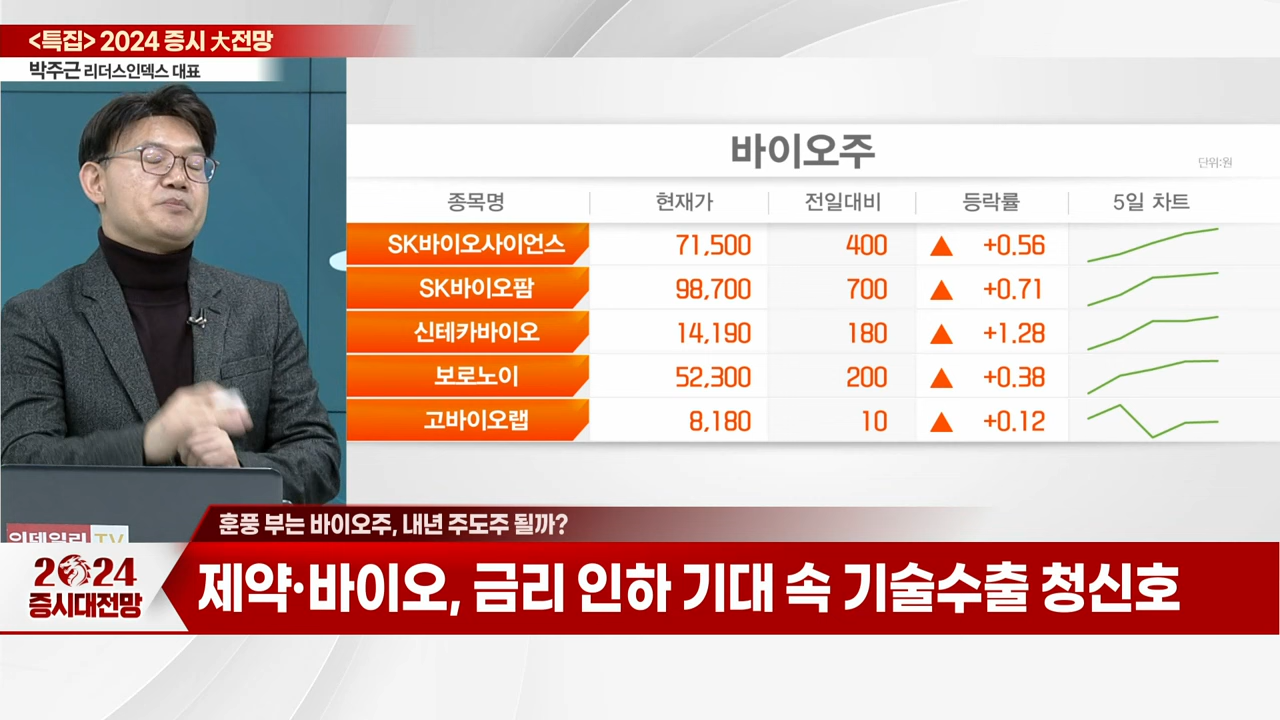 <특집> 2024 증시 大전망
박주근 리더스인덱스 대표
바이오주
단위:원
종목명 현재가 전일대비 등락률 5일 차트
SK바이오사이언스 71,500 400 ▲ +0.56
SK바이오팜 98,700 700 ▲ +0.71
신테카바이오 14,190 180 ▲ +1.28
보로노이 52,300 200 ▲ +0.38
고바이오랩 8,180 10 ▲ +0.12
이데일리 TV
훈풍 부는 바이오주, 내년 주도주 될까?
2024
증시대전망
제약·바이오, 금리 인하 기대 속 기술수출 청신호